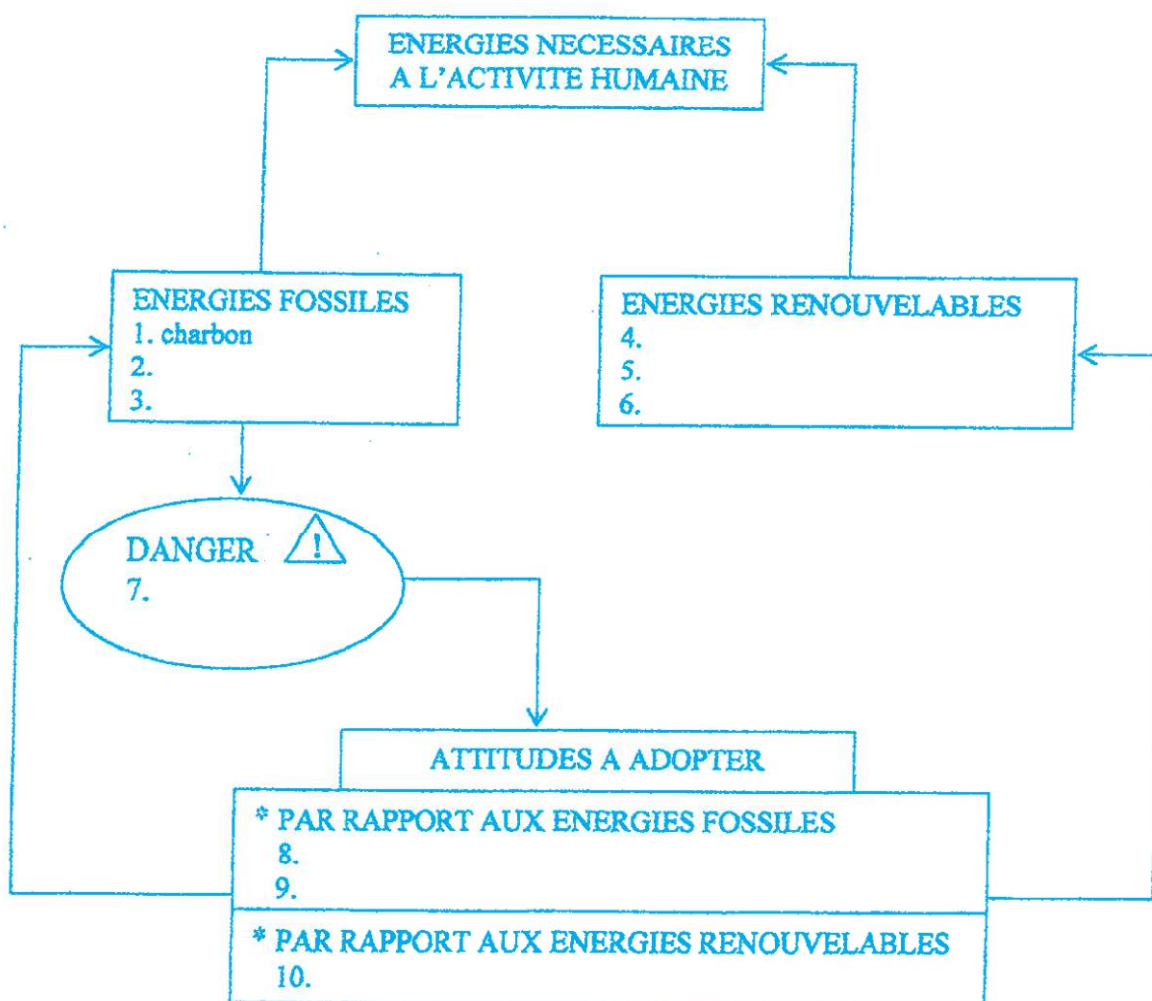 ENERGIES NECESSAIRES
A L'ACTIVITE HUMAINE
ENERGIES FOSSILES
1. charbon
2.
3.
ENERGIES RENOUVELABLES
4.
5.
6.
DANGER !
7.
ATTITUDES A ADOPTER
* PAR RAPPORT AUX ENERGIES FOSSILES
8.
9.
* PAR RAPPORT AUX ENERGIES RENOUVELABLES
10.